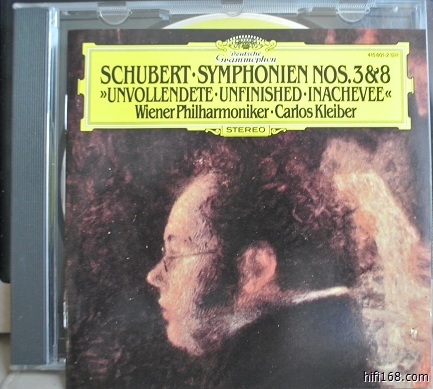 Deutsche
Grammophon
SCHUBERT·SYMPHONIEN NOS.3&8
»UNVOLLENDETE·UNFINISHED·INACHEVEE«
Wiener Philharmoniker·Carlos Kleiber
STEREO
hifi168.com